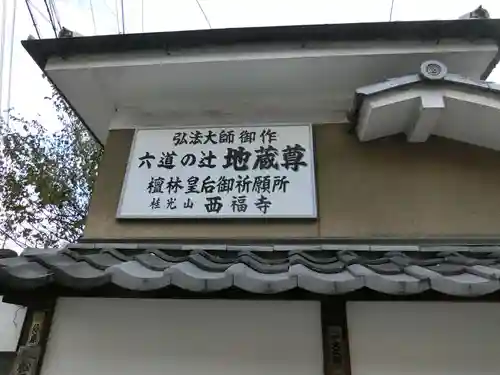 弘法大師御作
六道の辻 地蔵尊
檀林皇后御祈願所
桂光山 西福寺